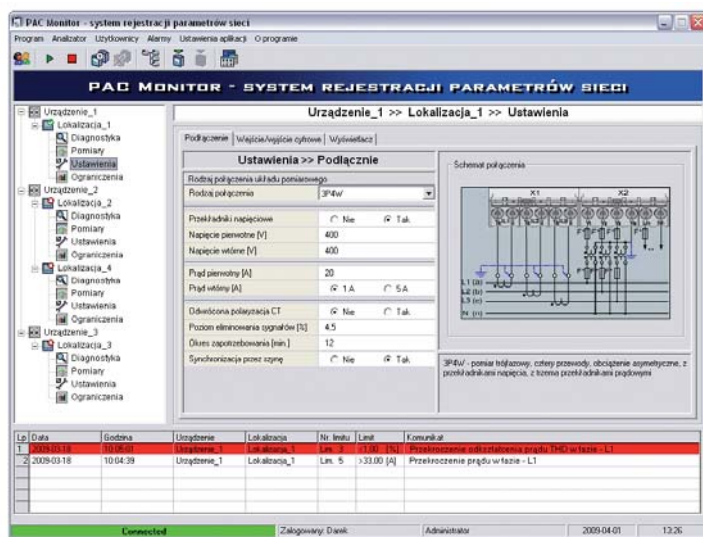 PAC Monitor - system rejestracji parametrów sieci
Program Analizator Użytkownicy Alarmy Ustawienia aplikacji O programie
PAC MONITOR - SYSTEM REJESTRACJI PARAMETRÓW SIECI
Urządzenie_1
Lokalizacja_1
Diagnostyka
Pomiary
Ustawienia
Ograniczenia
Urządzenie_2
Lokalizacja_2
Diagnostyka
Pomiary
Ustawienia
Ograniczenia
Lokalizacja_4
Diagnostyka
Pomiary
Ustawienia
Ograniczenia
Urządzenie_3
Lokalizacja_3
Diagnostyka
Pomiary
Ustawienia
Ograniczenia
Urządzenie_1 >> Lokalizacja_1 >> Ustawienia
Podłączenie Wejście/wyjście cyfrowe Wyświetlacz
Ustawienia >> Podłącznie
Rodzaj połączenia układu pomiarowego
Rodzaj połączenia 3P4W
Przekładniki napięciowe Nie Tak
Napięcie pierwotne [V] 400
Napięcie wtórne [V] 400
Prąd pierwotny [A] 20
Prąd wtórny [A] 1 A 5 A
Odwrócona polaryzacja CT Nie Tak
Poziom eliminowania sygnałów [%] 4,5
Okres zapotrzebowania [min.] 12
Synchronizacja przez szynę Nie Tak
Schemat połączenia
X1 X2
L1 (a)
L2 (b)
L3 (c)
N (n)
3P4W - pomiar trójfazowy, cztery przewody, obciążenie asymetryczne, z
przekładnikami napięcia, z trzema przekładnikami prądowymi
Lp Data Godzina Urządzenie Lokalizacja Nr. limitu Limit Komunikat
1 2009-03-18 10:05:01 Urządzenie_1 Lokalizacja_1 Lim. 3 >1,00 [%] Przekroczenie odkształcenia prądu THD w fazie - L1
2 2009-03-18 10:04:39 Urządzenie_1 Lokalizacja_1 Lim. 5 >33,00 [A] Przekroczenie prądu w fazie - L1
Connected Zalogowany: Darek Administrator 2009-04-01 13:26